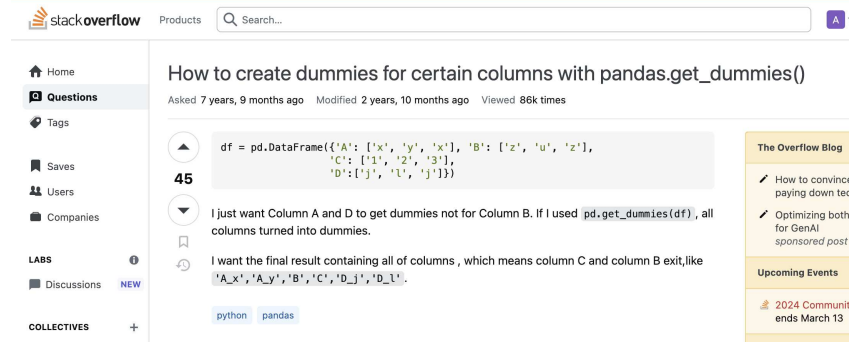 stackoverflow Products Search... A
Home
Questions
Tags
Saves
Users
Companies
LABS
Discussions NEW
COLLECTIVES +
How to create dummies for certain columns with pandas.get_dummies()
Asked 7 years, 9 months ago Modified 2 years, 10 months ago Viewed 86k times
45
df = pd.DataFrame({'A': ['x', 'y', 'x'], 'B': ['z', 'u', 'z'],
'C': ['1', '2', '3'],
'D':['j', 'l', 'j']})
I just want Column A and D to get dummies not for Column B. If I used pd.get_dummies(df) , all
columns turned into dummies.
I want the final result containing all of columns , which means column C and column B exit,like
'A_x','A_y','B','C','D_j','D_l' .
python pandas
The Overflow Blog
How to convince
paying down tec
Optimizing both
for GenAI
sponsored post
Upcoming Events
2024 Communit
ends March 13